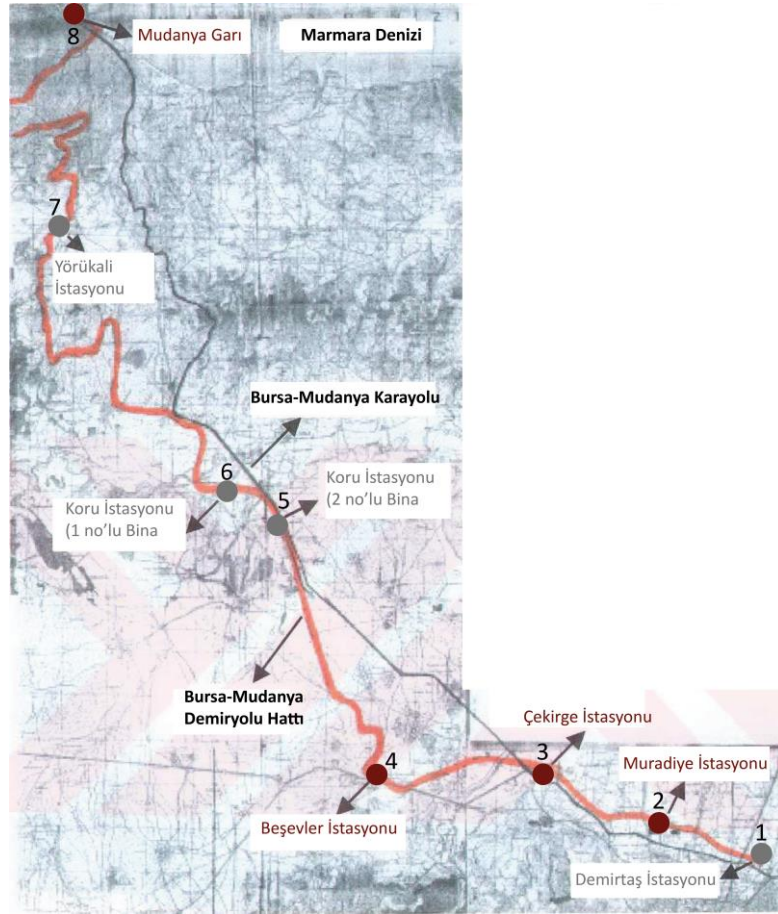 8
Mudanya Garı
Marmara Denizi
7
Yörükali
İstasyonu
Bursa-Mudanya Karayolu
6
5
Koru İstasyonu
(2 no'lu Bina
Koru İstasyonu
(1 no'lu Bina
Bursa-Mudanya
Demiryolu Hattı
Çekirge İstasyonu
4
3
Muradiye İstasyonu
2
Beşevler İstasyonu
1
Demirtaş İstasyonu